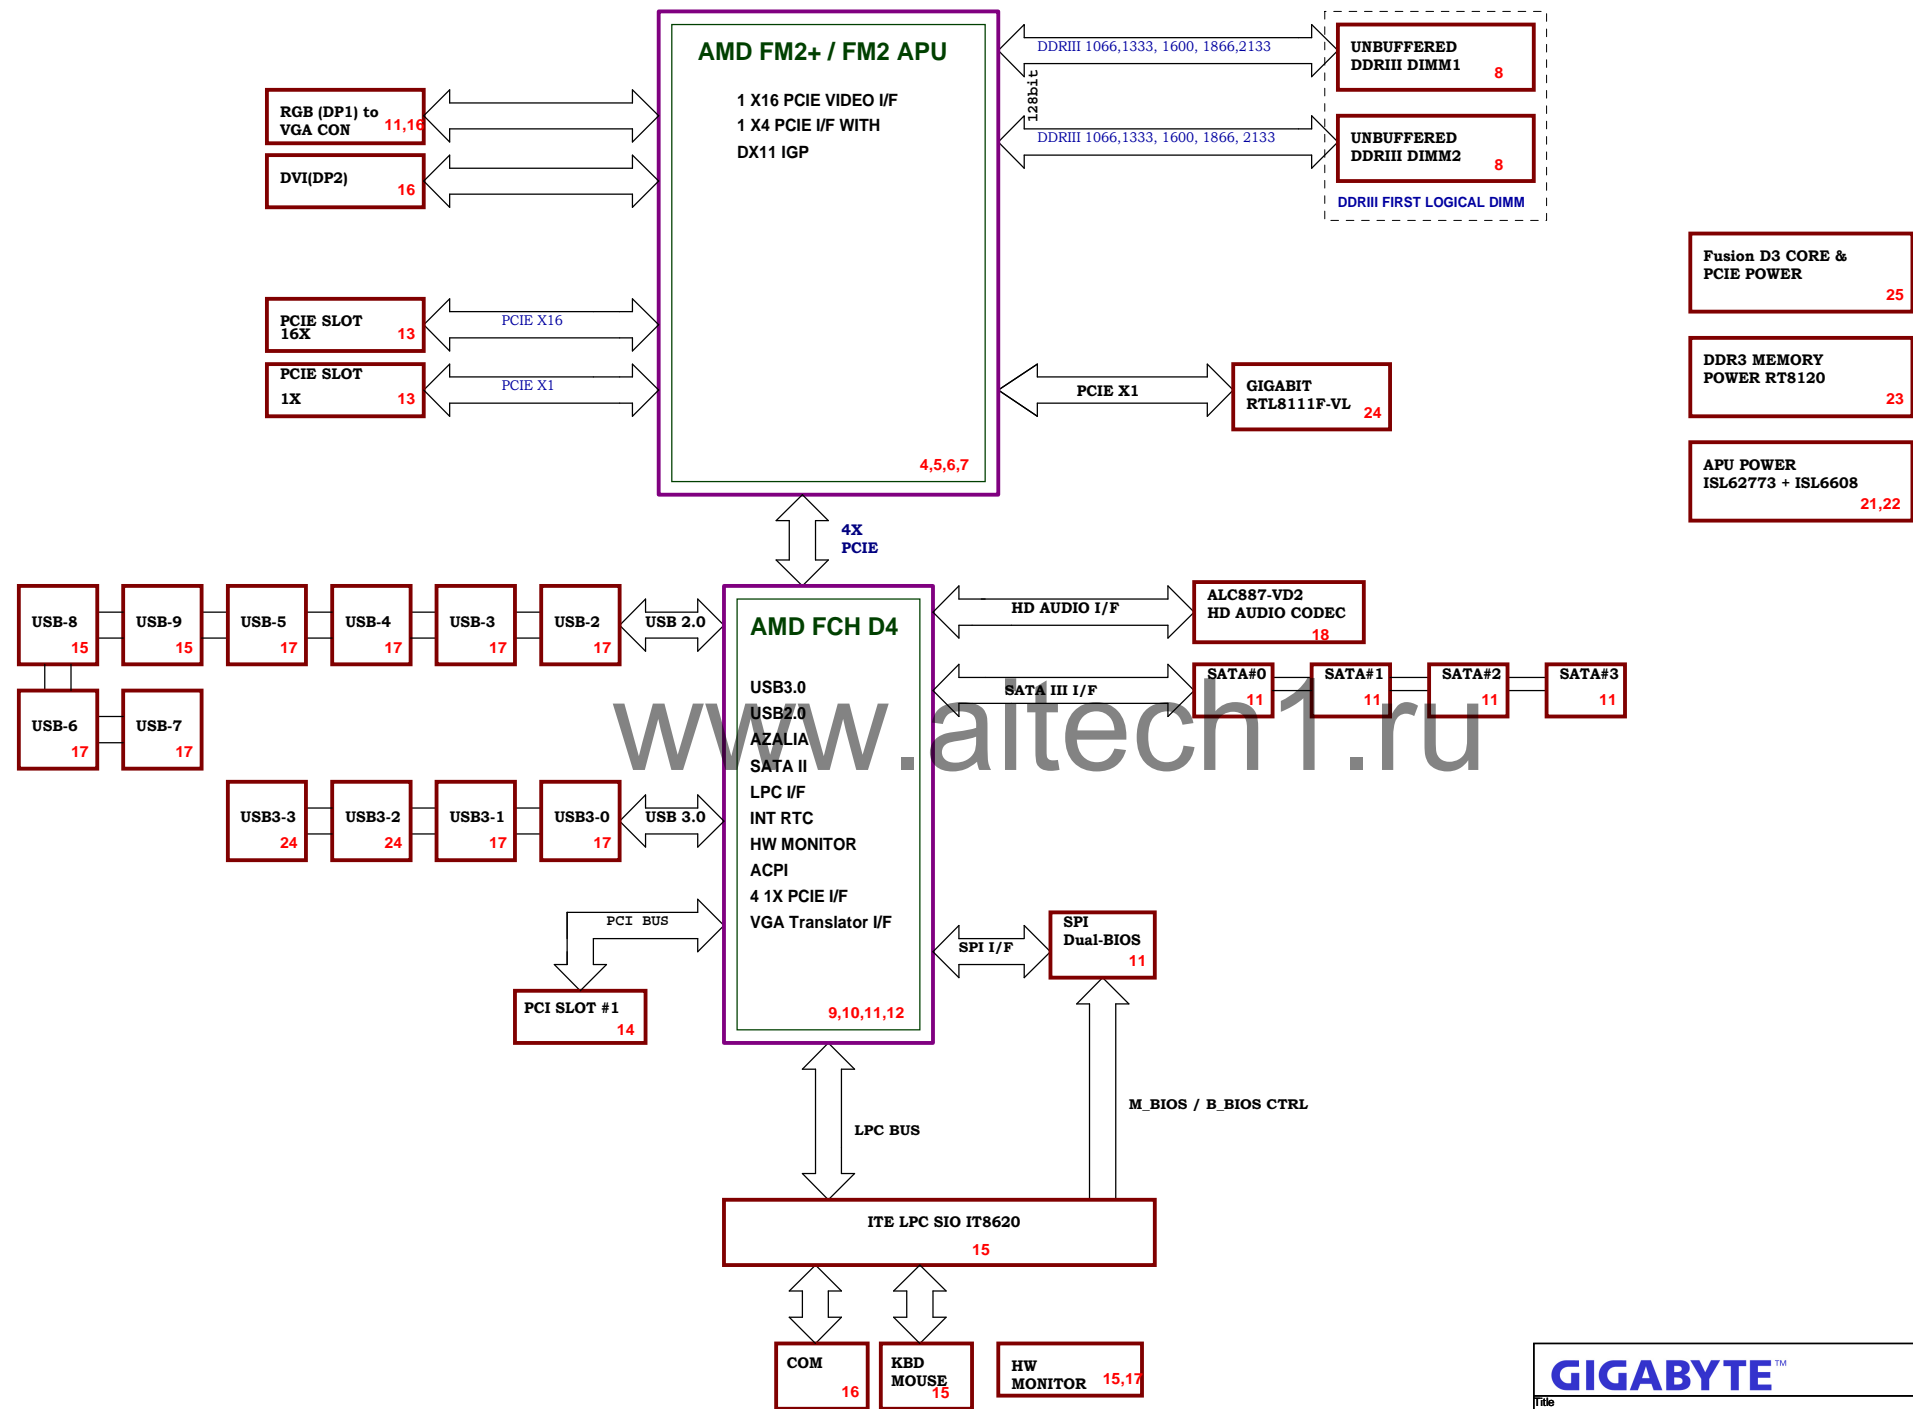 AMD FM2+ / FM2 APU
1 X16 PCIE VIDEO I/F
1 X4 PCIE I/F WITH
DX11 IGP
4,5,6,7
RGB (DP1) to
VGA CON 11,16
DVI(DP2)
16
PCIE SLOT
16X 13
PCIE X16
PCIE SLOT
1X 13
PCIE X1
DDRIII 1066,1333, 1600, 1866,2133
128bit
DDRIII 1066,1333, 1600, 1866, 2133
UNBUFFERED
DDRIII DIMM1
8
UNBUFFERED
DDRIII DIMM2
8
DDRIII FIRST LOGICAL DIMM
PCIE X1
GIGABIT
RTL8111F-VL 24
Fusion D3 CORE &
PCIE POWER
25
DDR3 MEMORY
POWER RT8120
23
APU POWER
ISL62773 + ISL6608
21,22
4X
PCIE
USB-8
15
USB-9
15
USB-5
17
USB-4
17
USB-3
17
USB-2
17
USB 2.0
USB-6
17
USB-7
17
USB3-3
24
USB3-2
24
USB3-1
17
USB3-0
17
USB 3.0
AMD FCH D4
USB3.0
USB2.0
AZALIA
SATA II
LPC I/F
INT RTC
HW MONITOR
ACPI
4 1X PCIE I/F
VGA Translator I/F
9,10,11,12
HD AUDIO I/F
ALC887-VD2
HD AUDIO CODEC
18
SATA III I/F
SATA#0
11
SATA#1
11
SATA#2
11
SATA#3
11
www.aitech1.ru
PCI BUS
PCI SLOT #1
14
SPI I/F
SPI
Dual-BIOS
11
M_BIOS / B_BIOS CTRL
LPC BUS
ITE LPC SIO IT8620
15
COM
16
KBD
MOUSE
15
HW
MONITOR 15,17
GIGABYTE™
Title